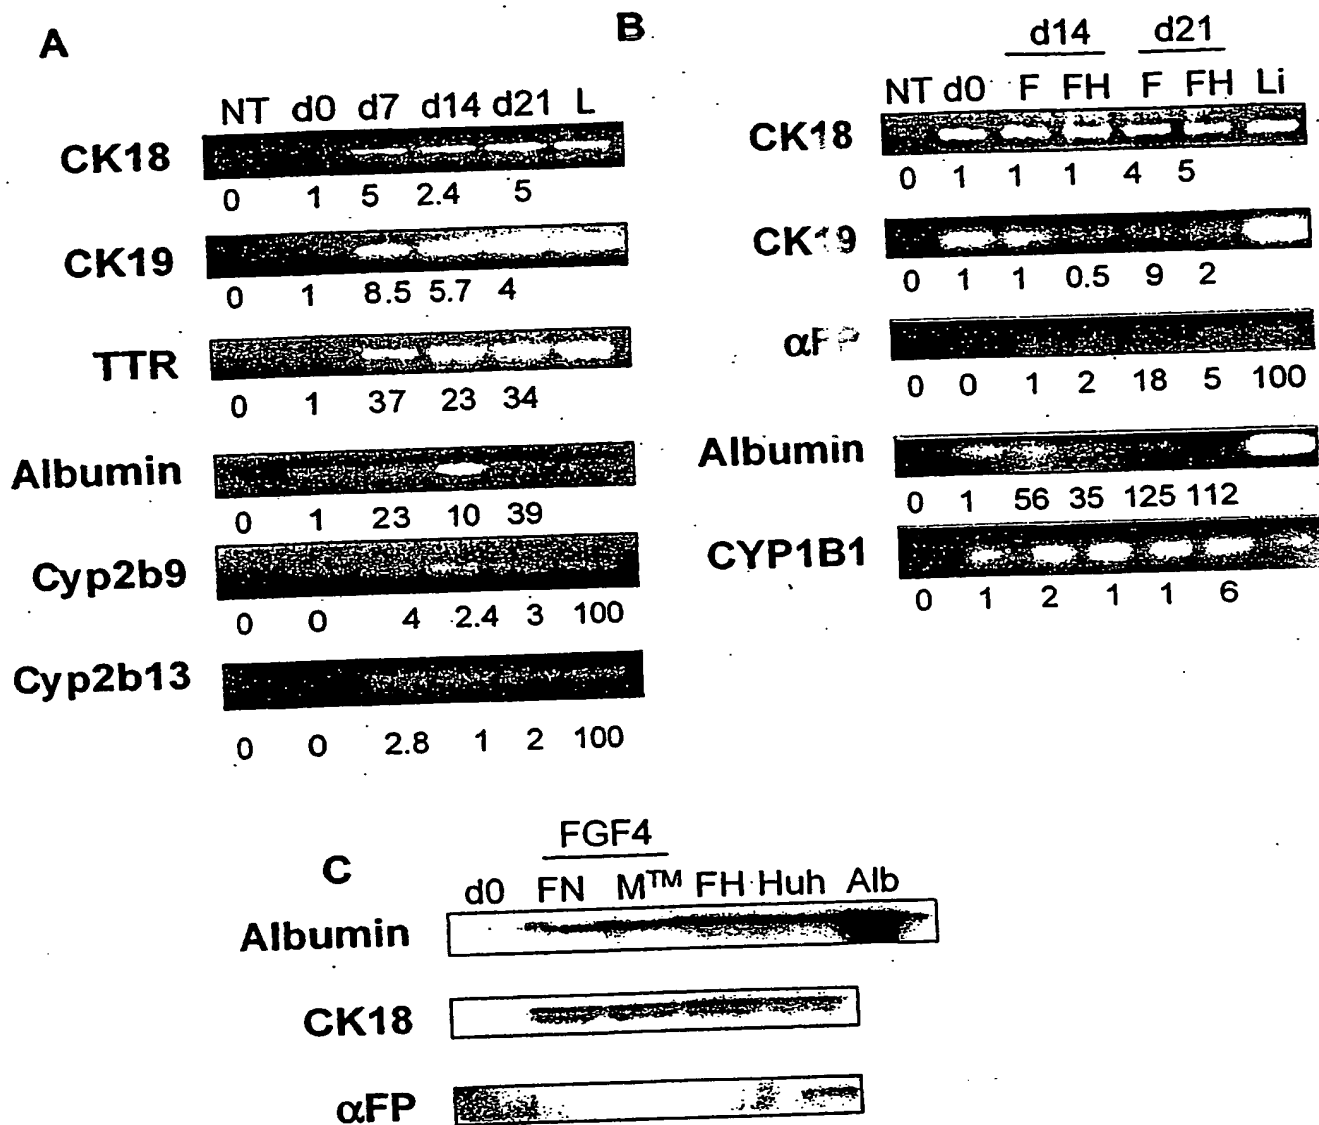 A
NT d0 d7 d14 d21 L
CK18
0 1 5 2.4 5
CK19
0 1 8.5 5.7 4
TTR
0 1 37 23 34
Albumin
0 1 23 10 39
Cyp2b9
0 0 4 2.4 3 100
Cyp2b13
0 0 2.8 1 2 100
B
d14 d21
NT d0 F FH F FH Li
CK18
0 1 1 1 4 5
CK19
0 1 1 0.5 9 2
αFP
0 0 1 2 18 5 100
Albumin
0 1 56 35 125 112
CYP1B1
0 1 2 1 1 6
C
FGF4
d0 FN M™ FH Huh Alb
Albumin
CK18
αFP